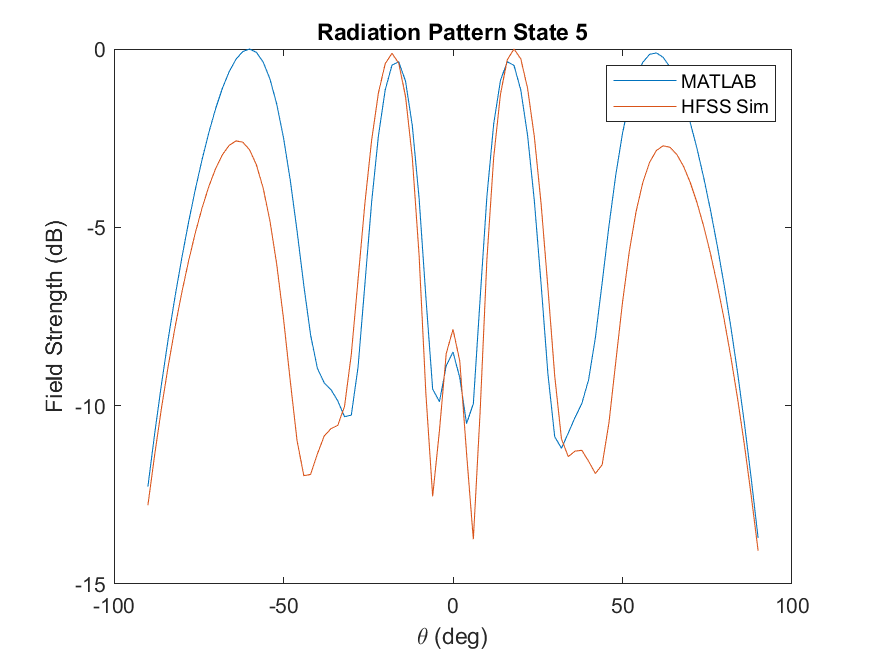 Radiation Pattern State 5
MATLAB
HFSS Sim
Field Strength (dB)
0
-5
-10
-15
-100
-50
0
50
100
θ (deg)